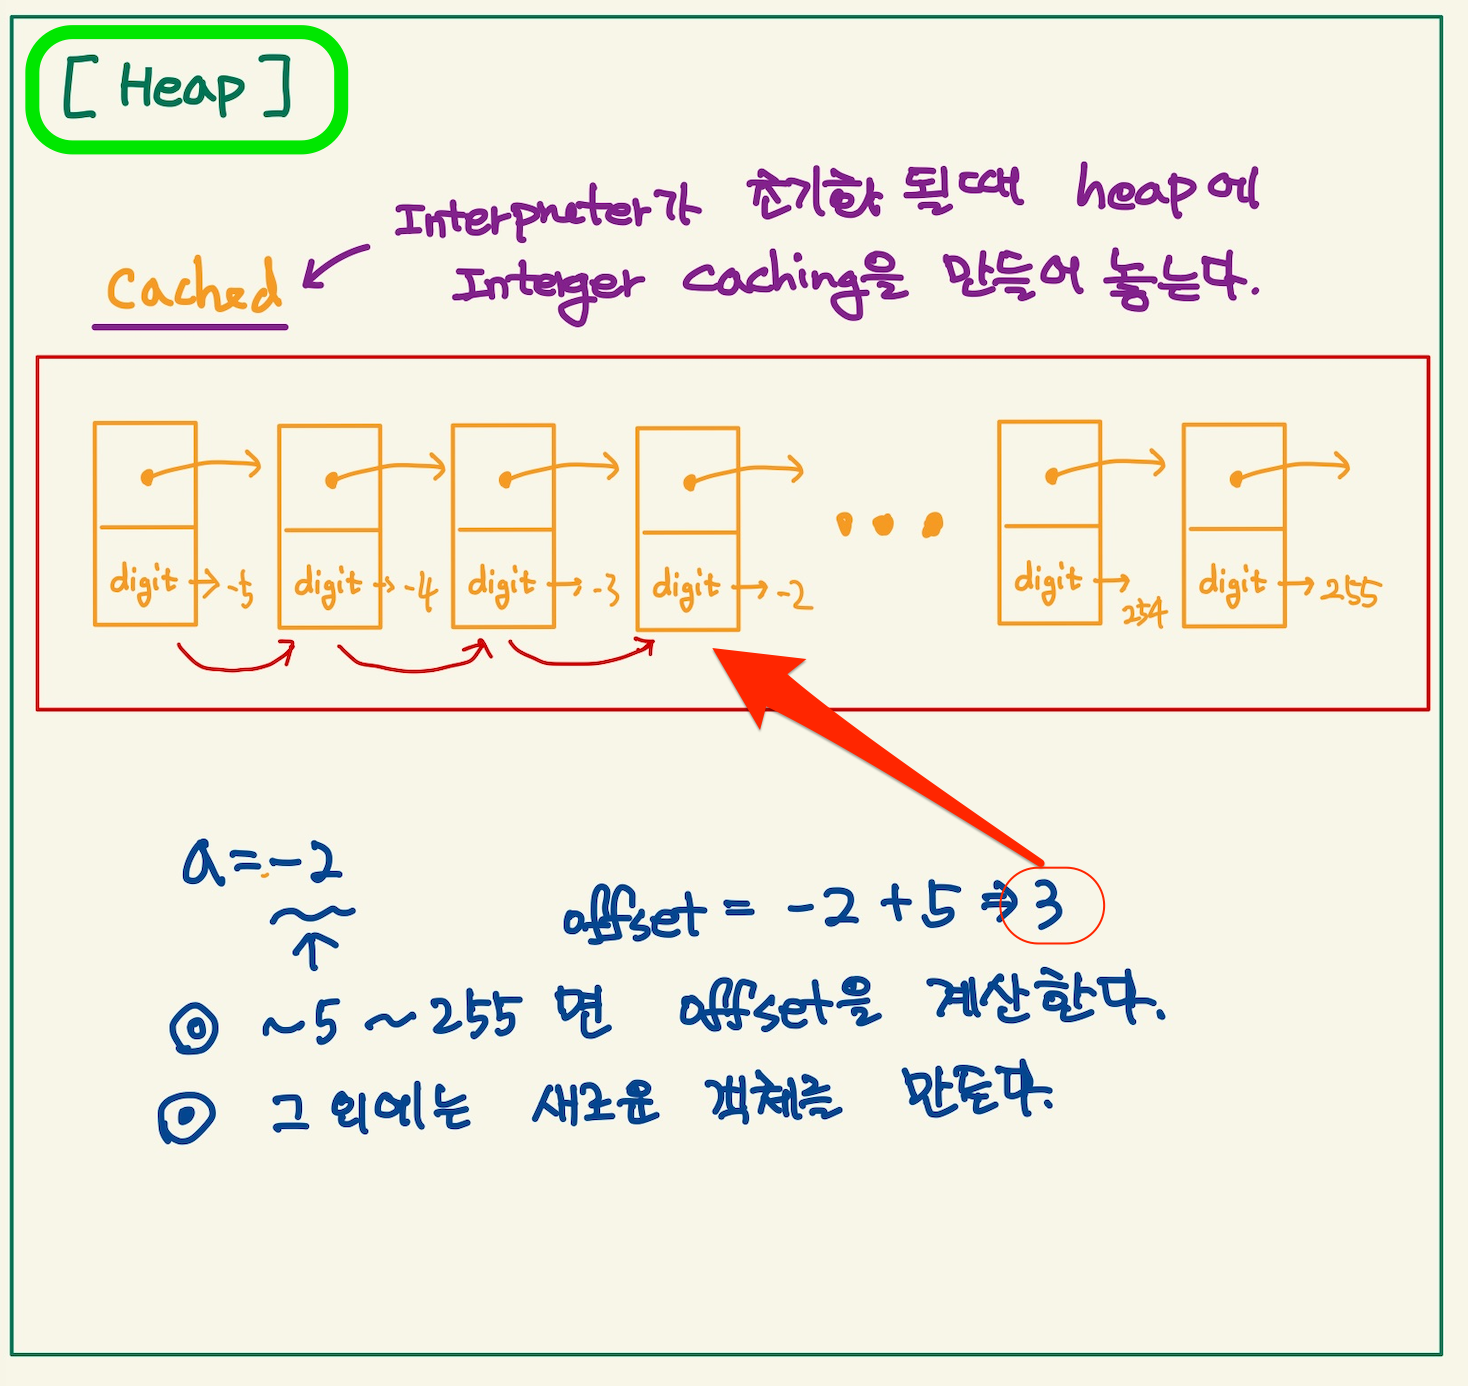 [ Heap ]
Interpreter가 초기화 될때 heap에
Cached
Interger caching을 만들어 놓는다.
digit → -5
digit → -4
digit → -3
digit → -2
...
digit → 254
digit → 255
a = -2
offset = -2 + 5 ⇒ 3
◎ ~5 ~ 255 면 offset을 계산한다.
◎ 그 외에는 새로운 객체를 만든다.